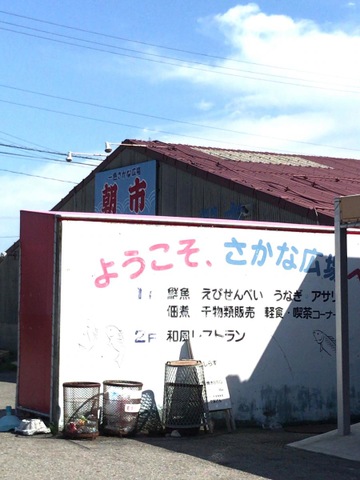 一色さかな広場
朝市
ようこそ、さかな広場へ
1F 鮮魚 えびせんべい うなぎ アサリ
佃煮 干物類販売 軽食・喫茶コーナー
2F 和風レストラン